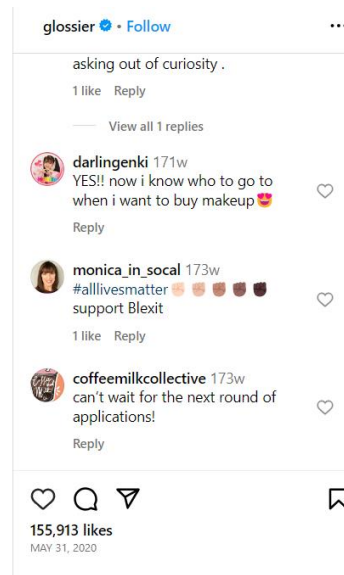 glossier • Follow
asking out of curiosity .
1 like Reply
View all 1 replies
darlingenki 171w
YES!! now i know who to go to
when i want to buy makeup😍
Reply
monica_in_socal 173w
#alllivesmatter✊🏻✊🏼✊🏽✊🏾✊🏿
support Blexit
1 like Reply
coffeemilkcollective 173w
can't wait for the next round of
applications!
Reply
155,913 likes
MAY 31, 2020